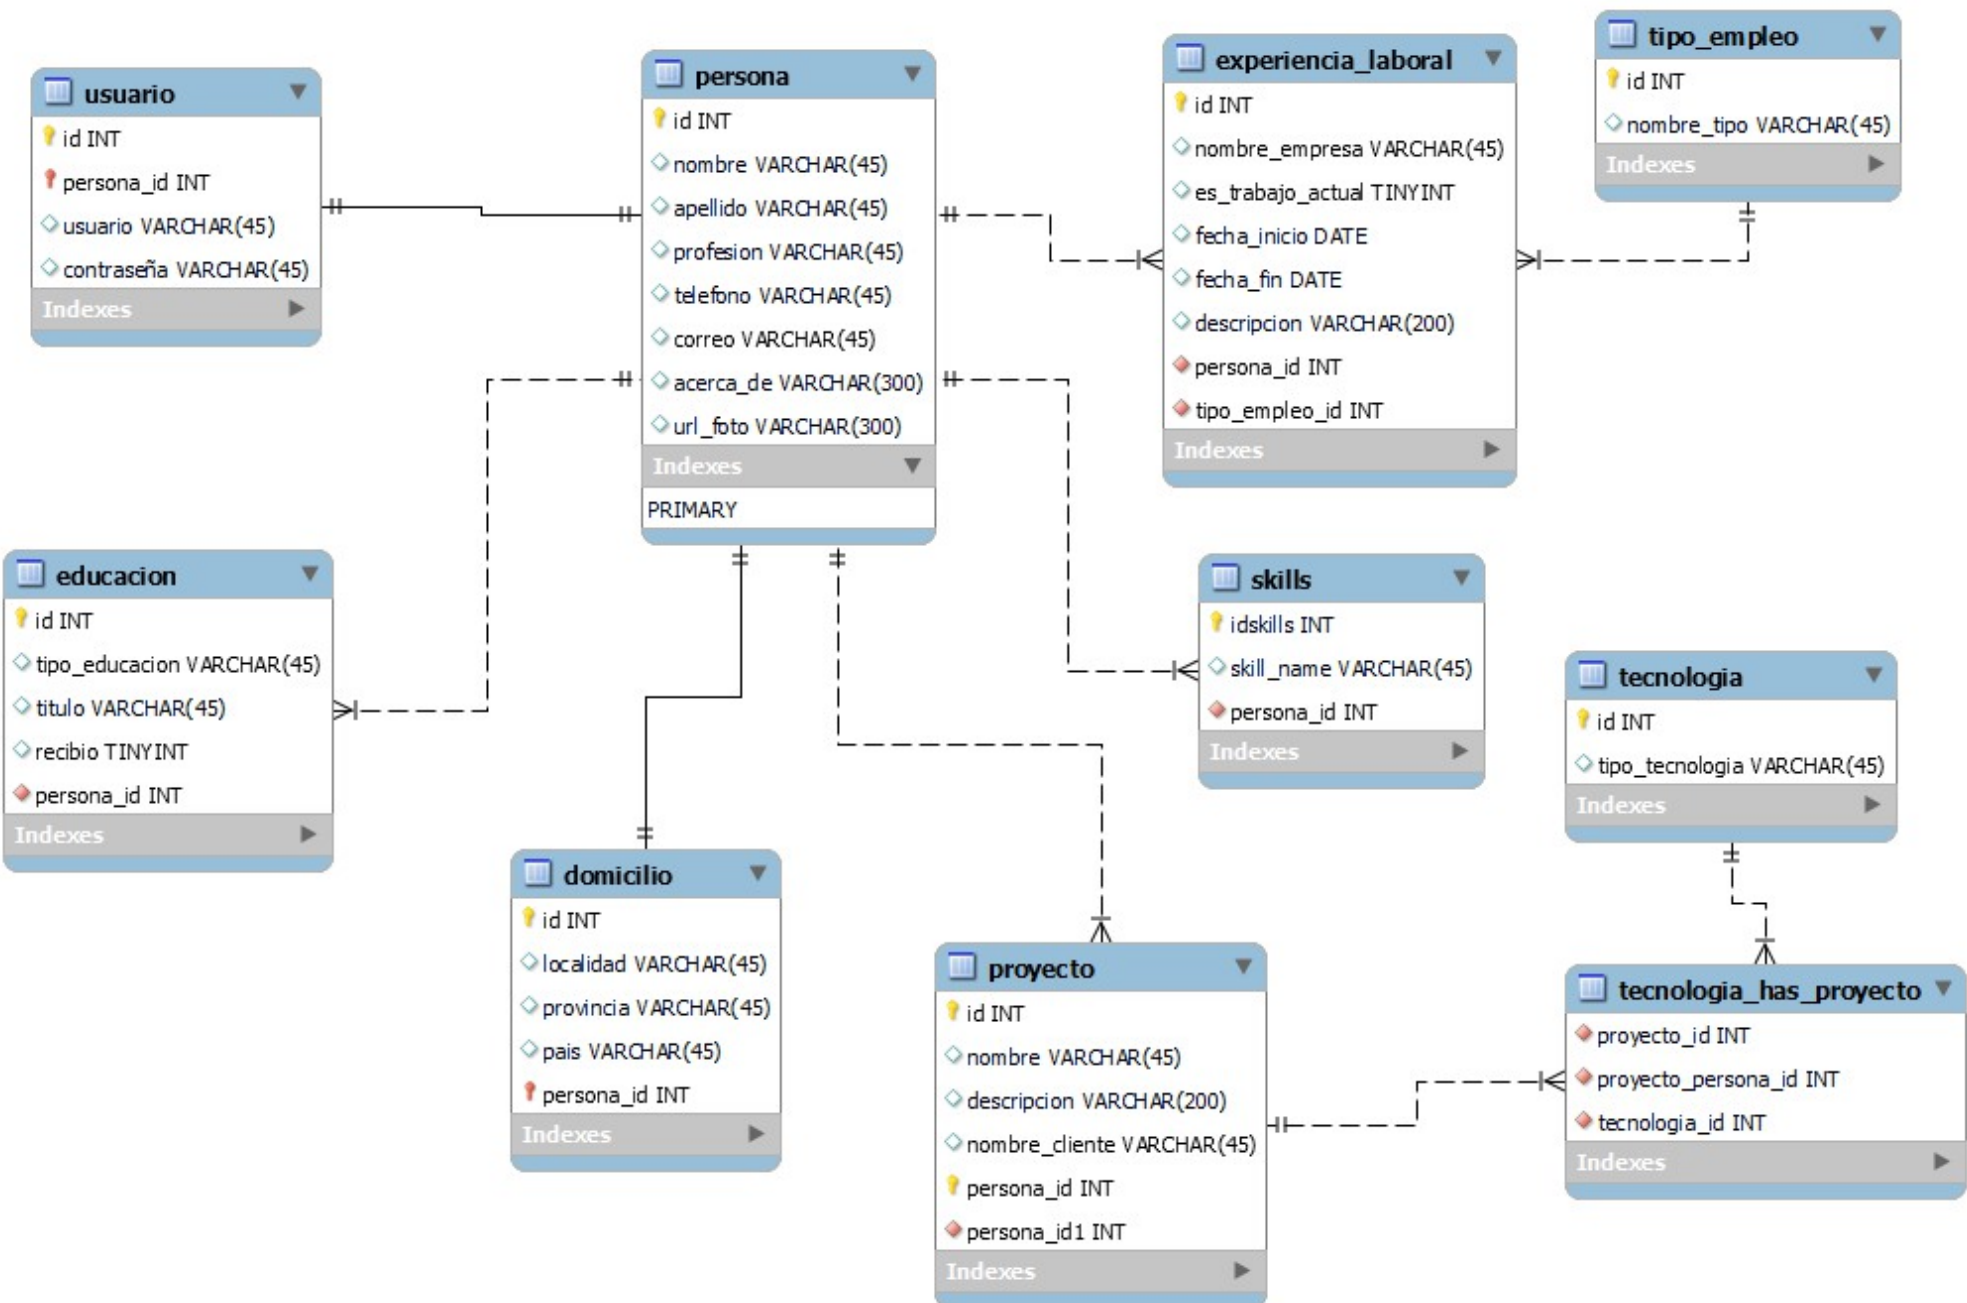 usuario
id INT
persona_id INT
usuario VARCHAR(45)
contraseña VARCHAR(45)
Indexes
persona
id INT
nombre VARCHAR(45)
apellido VARCHAR(45)
profesion VARCHAR(45)
telefono VARCHAR(45)
correo VARCHAR(45)
acerca_de VARCHAR(300)
url_foto VARCHAR(300)
Indexes
PRIMARY
experiencia_laboral
id INT
nombre_empresa VARCHAR(45)
es_trabajo_actual TINYINT
fecha_inicio DATE
fecha_fin DATE
descripcion VARCHAR(200)
persona_id INT
tipo_empleo_id INT
Indexes
tipo_empleo
id INT
nombre_tipo VARCHAR(45)
Indexes
educacion
id INT
tipo_educacion VARCHAR(45)
titulo VARCHAR(45)
recibio TINYINT
persona_id INT
Indexes
domicilio
id INT
localidad VARCHAR(45)
provincia VARCHAR(45)
pais VARCHAR(45)
persona_id INT
Indexes
skills
idskills INT
skill_name VARCHAR(45)
persona_id INT
Indexes
tecnologia
id INT
tipo_tecnologia VARCHAR(45)
Indexes
proyecto
id INT
nombre VARCHAR(45)
descripcion VARCHAR(200)
nombre_cliente VARCHAR(45)
persona_id INT
persona_id1 INT
Indexes
tecnologia_has_proyecto
proyecto_id INT
proyecto_persona_id INT
tecnologia_id INT
Indexes